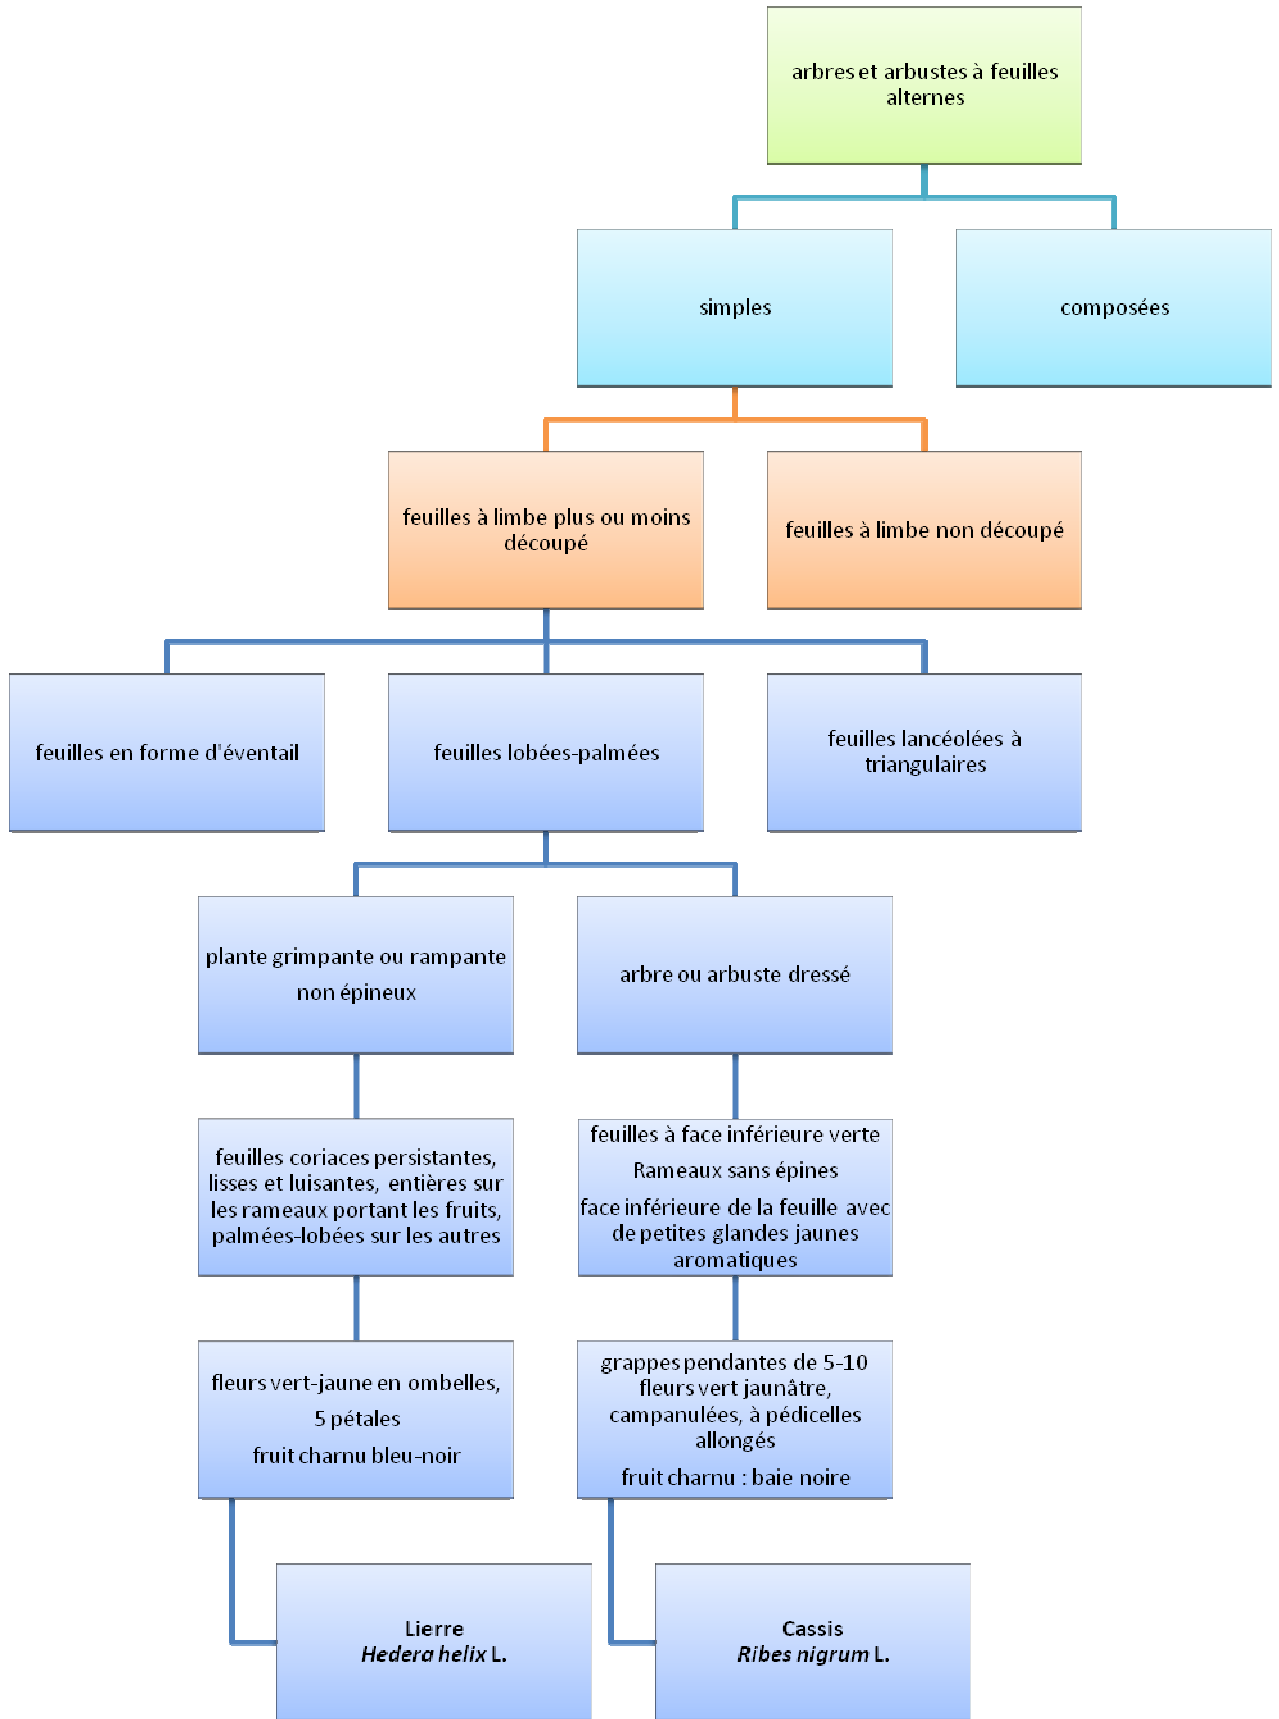 arbres et arbustes à feuilles
alternes
simples
composées
feuilles à limbe plus ou moins
découpé
feuilles à limbe non découpé
feuilles en forme d'éventail
feuilles lobées-palmées
feuilles lancéolées à
triangulaires
plante grimpante ou rampante
non épineux
arbre ou arbuste dressé
feuilles coriaces persistantes,
lisses et luisantes, entières sur
les rameaux portant les fruits,
palmées-lobées sur les autres
feuilles à face inférieure verte
Rameaux sans épines
face inférieure de la feuille avec
de petites glandes jaunes
aromatiques
fleurs vert-jaune en ombelles,
5 pétales
fruit charnu bleu-noir
grappes pendantes de 5-10
fleurs vert jaunâtre,
campanulées, à pédicelles
allongés
fruit charnu : baie noire
Lierre
Hedera helix L.
Cassis
Ribes nigrum L.